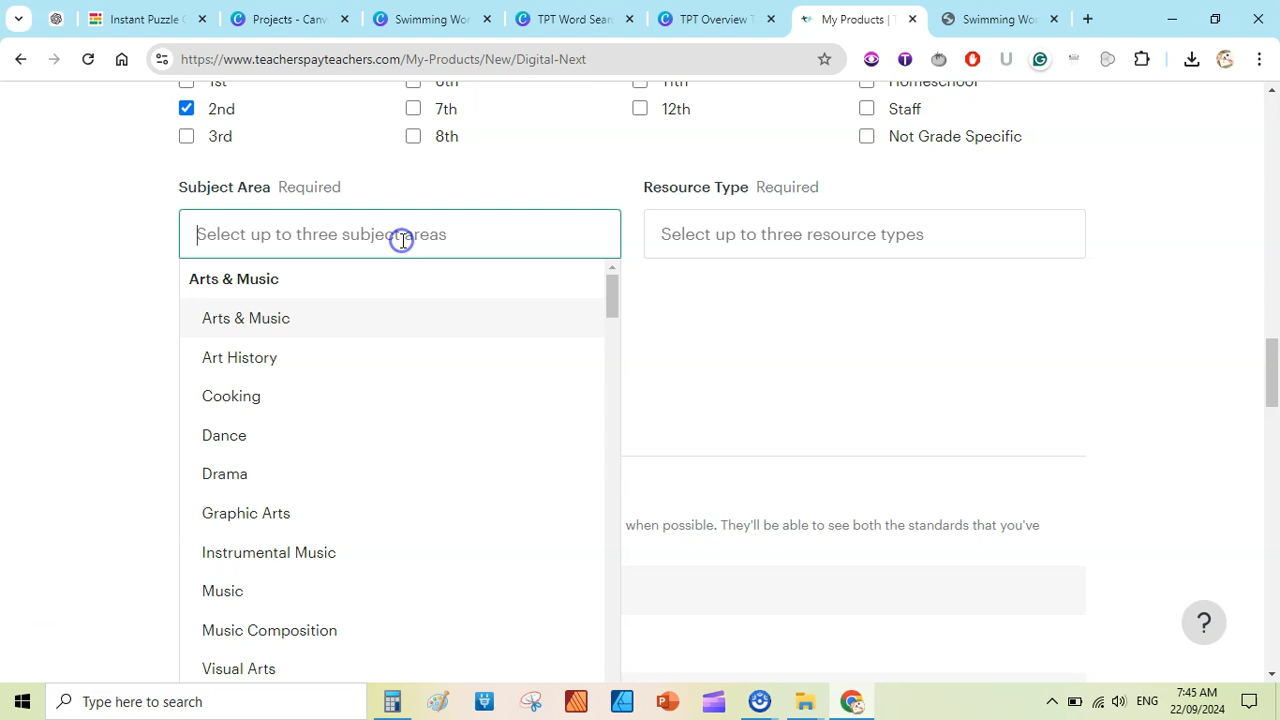 Instant Puzzle G
Projects - Canv
Swimming Wor
TPT Word Searc
TPT Overview T
My Products | T
Swimming Wo
https://www.teacherspayteachers.com/My-Products/New/Digital-Next
1st
6th
11th
Homeschool
2nd
7th
12th
Staff
3rd
8th
Not Grade Specific
Subject Area Required
Resource Type Required
Select up to three subject areas
Select up to three resource types
Arts & Music
Arts & Music
Art History
Cooking
Dance
Drama
Graphic Arts
when possible. They'll be able to see both the standards that you've
Instrumental Music
Music
Music Composition
Visual Arts
?
Type here to search
ENG
7:45 AM
22/09/2024